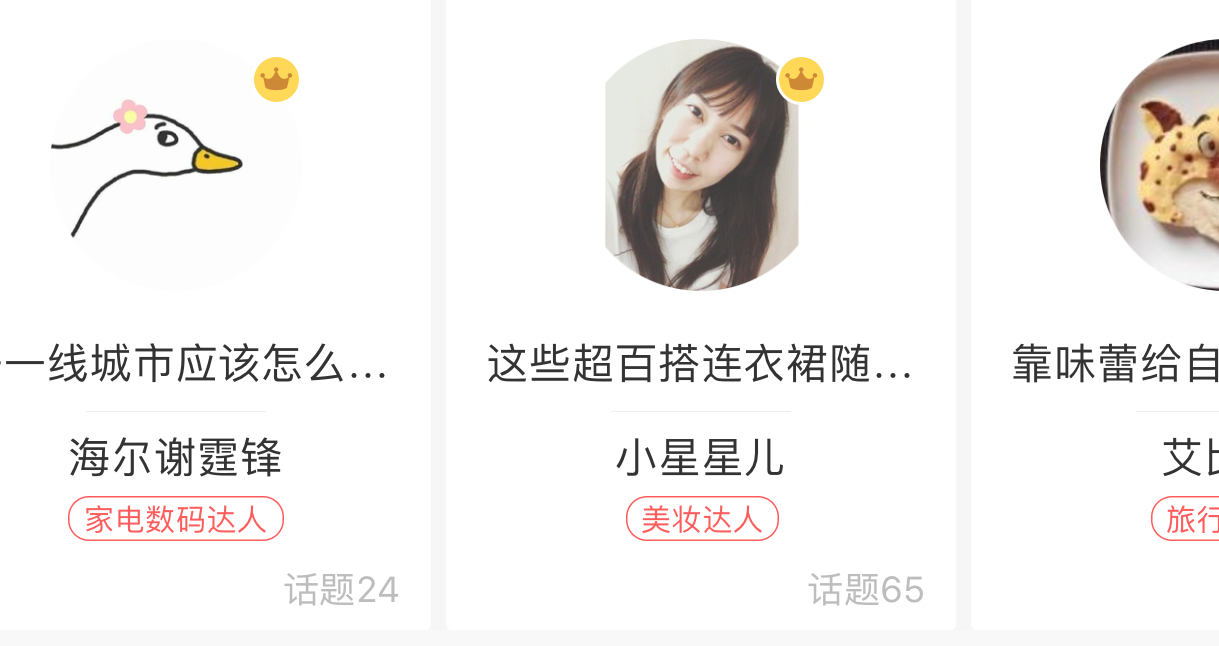 一线城市应该怎么...
海尔谢霆锋
家电数码达人
话题24
这些超百搭连衣裙随...
小星星儿
美妆达人
话题65
靠味蕾给自
艾
旅行